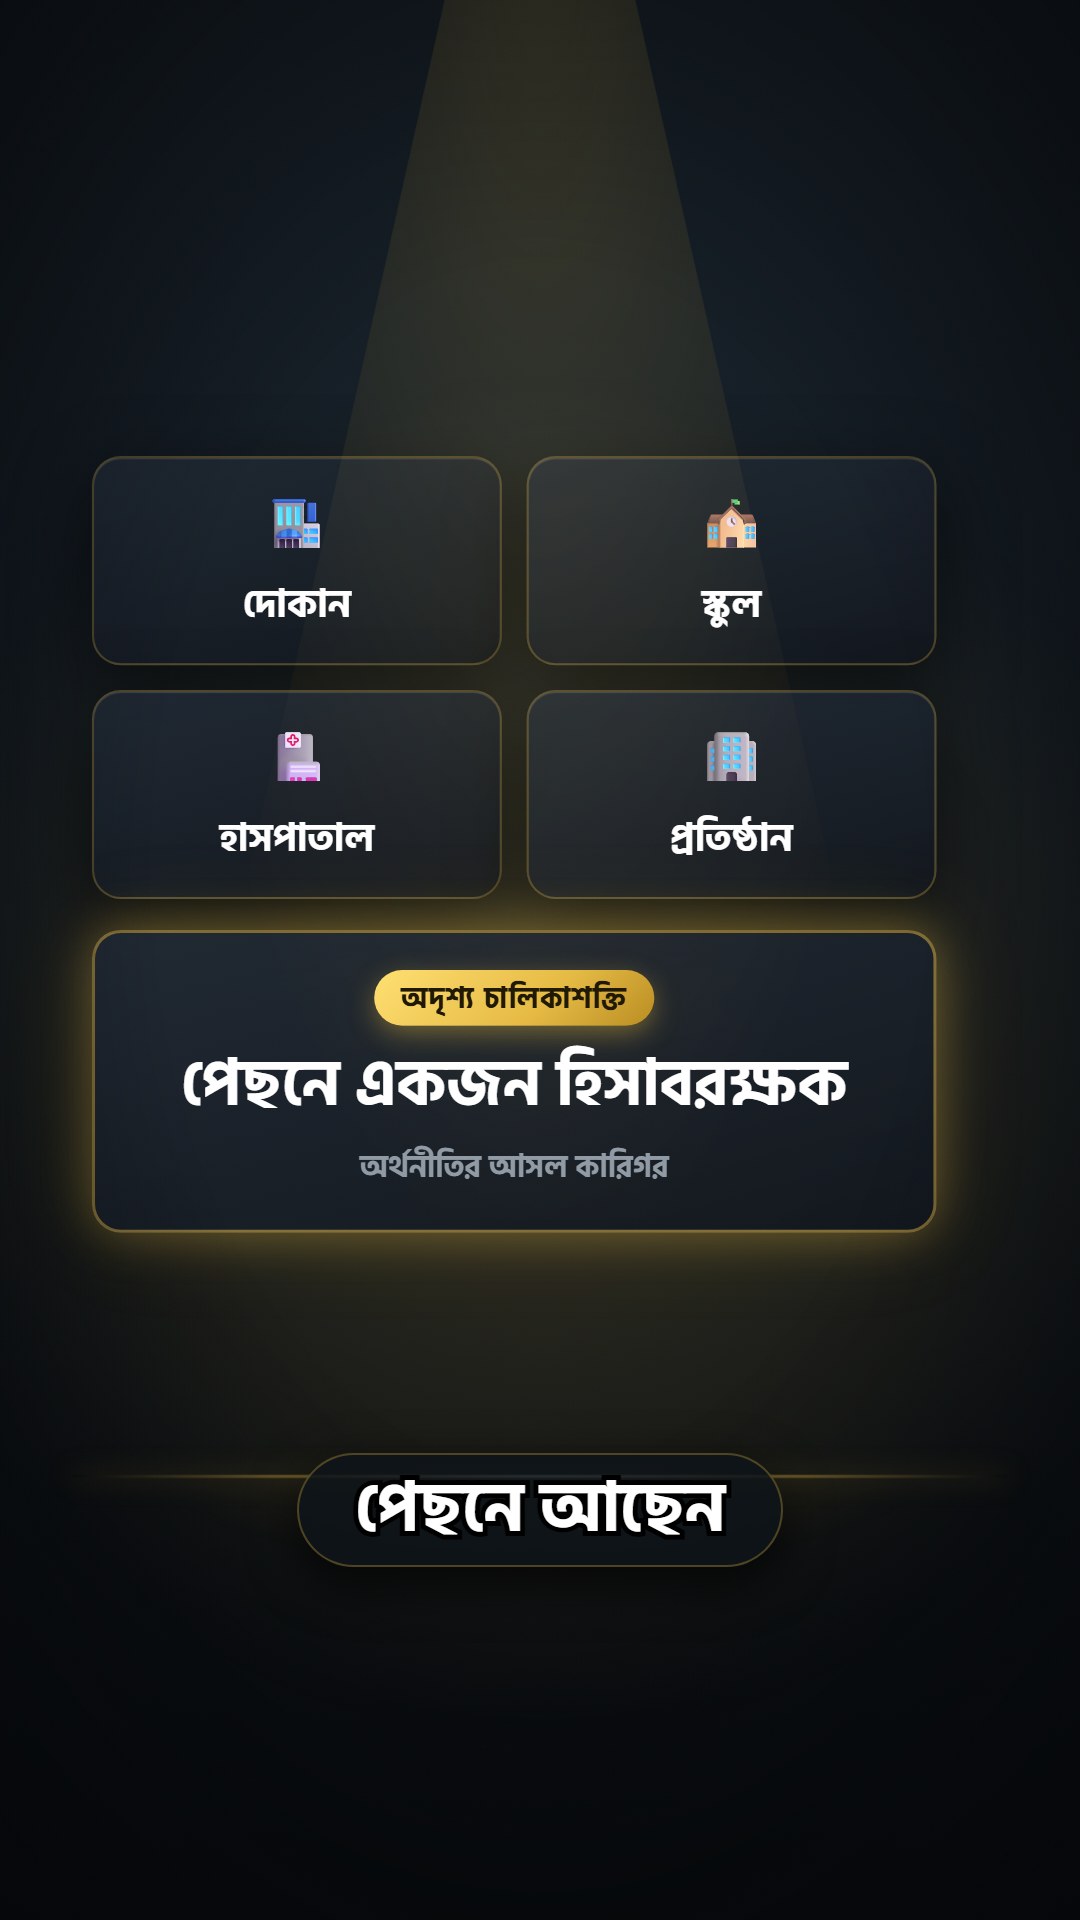 দোকান
স্কুল
হাসপাতাল
প্রতিষ্ঠান
অদৃশ্য চালিকাশক্তি
পেছনে একজন হিসাবরক্ষক
অর্থনীতির আসল কারিগর
পেছনে আছেন